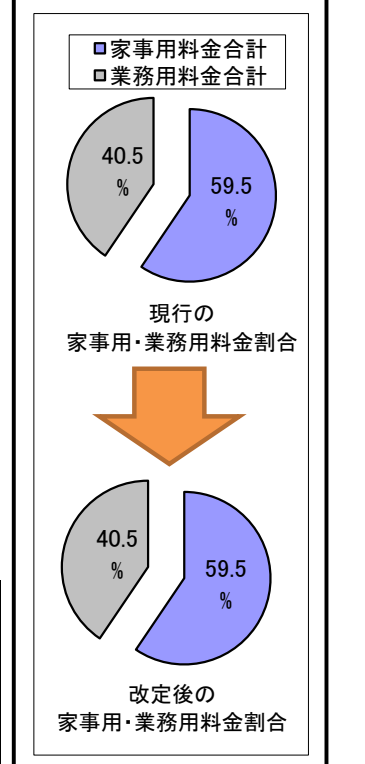 家事用料金合計
業務用料金合計
40.5
%
59.5
%
現行の
家事用・業務用料金割合
40.5
%
59.5
%
改定後の
家事用・業務用料金割合